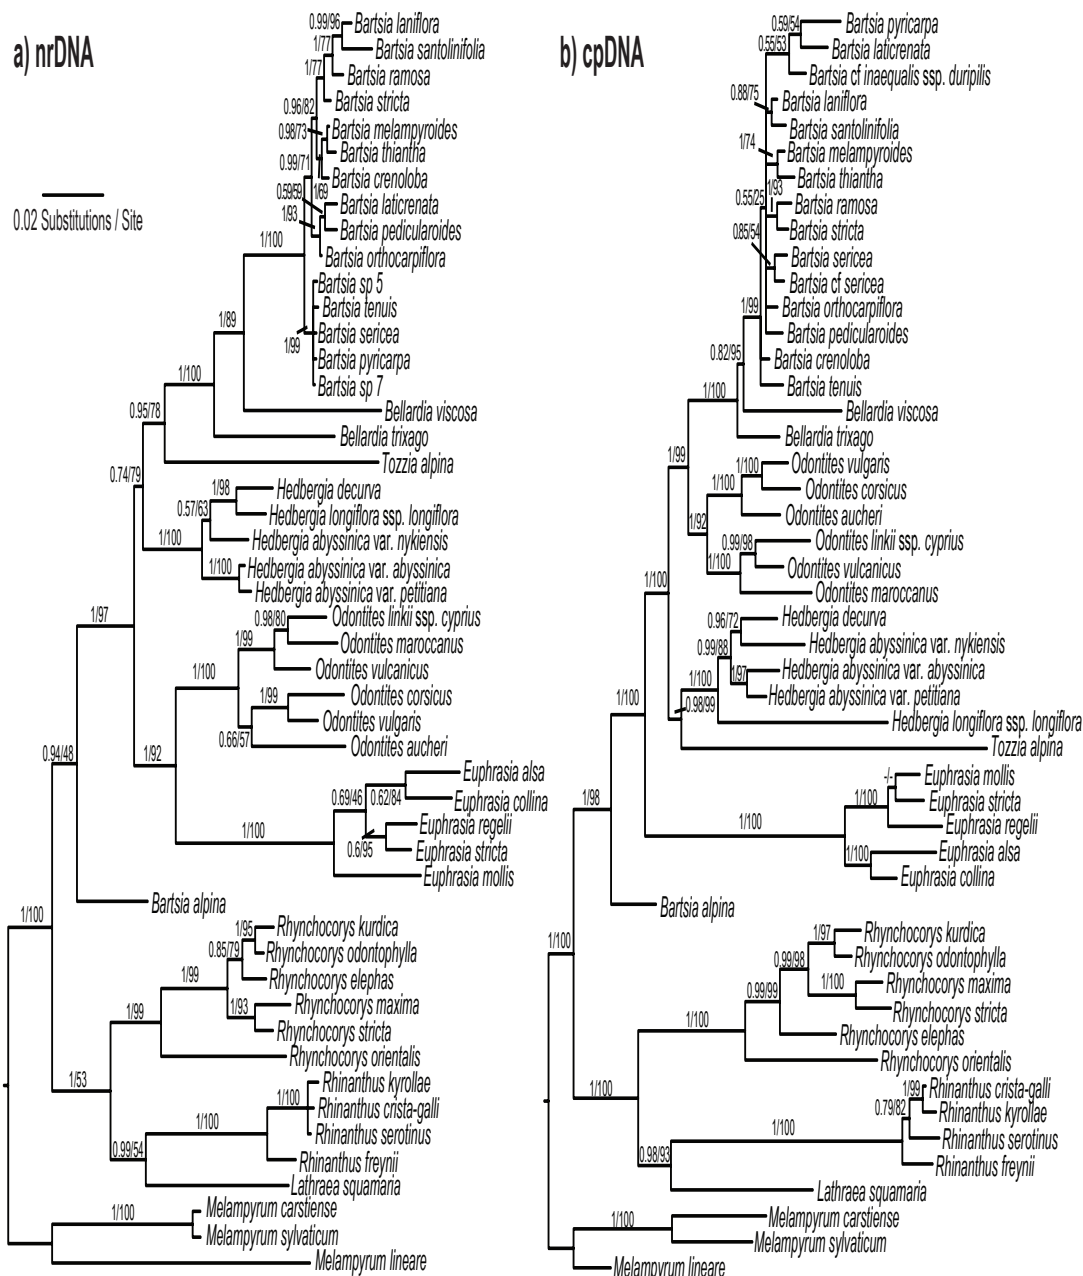 a) nrDNA
0.02 Substitutions / Site
0.99/96
Bartsia laniflora
1/77
Bartsia santolinifolia
1/77
Bartsia ramosa
Bartsia stricta
0.96/82
0.98/73
Bartsia melampyroides
Bartsia thiantha
0.99/71
Bartsia crenoloba
0.59/59
1/69
Bartsia laticrenata
1/93
Bartsia pedicularoides
Bartsia orthocarpiflora
1/100
Bartsia sp 5
Bartsia tenuis
Bartsia sericea
1/99
Bartsia pyricarpa
Bartsia sp 7
1/89
Bellardia viscosa
1/100
Bellardia trixago
0.95/78
Tozzia alpina
0.74/79
1/98
Hedbergia decurva
0.57/63
Hedbergia longiflora ssp. longiflora
1/100
Hedbergia abyssinica var. nykiensis
1/100
Hedbergia abyssinica var. abyssinica
Hedbergia abyssinica var. petitiana
1/97
0.98/80
Odontites linkii ssp. cyprius
1/99
Odontites maroccanus
1/100
Odontites vulcanicus
1/99
Odontites corsicus
Odontites vulgaris
0.66/57
Odontites aucheri
0.94/48
1/92
0.69/46
0.62/84
Euphrasia alsa
Euphrasia collina
1/100
Euphrasia regelii
0.6/95
Euphrasia stricta
Euphrasia mollis
Bartsia alpina
1/100
1/95
Rhynchocorys kurdica
0.85/79
Rhynchocorys odontophylla
1/99
Rhynchocorys elephas
1/93
Rhynchocorys maxima
Rhynchocorys stricta
1/99
Rhynchocorys orientalis
1/53
1/100
Rhinanthus kyrollae
1/100
Rhinanthus crista-galli
Rhinanthus serotinus
0.99/54
Rhinanthus freynii
Lathraea squamaria
1/100
Melampyrum carstiense
Melampyrum sylvaticum
Melampyrum lineare
b) cpDNA
0.59/54
Bartsia pyricarpa
0.55/53
Bartsia laticrenata
Bartsia cf inaequalis ssp. duripilis
0.88/75
Bartsia laniflora
Bartsia santolinifolia
1/74
Bartsia melampyroides
Bartsia thiantha
1/93
0.55/25
Bartsia ramosa
Bartsia stricta
0.85/54
Bartsia sericea
Bartsia cf sericea
1/99
Bartsia orthocarpiflora
Bartsia pedicularoides
0.82/95
Bartsia crenoloba
Bartsia tenuis
1/100
Bellardia viscosa
Bellardia trixago
1/99
1/100
Odontites vulgaris
1/100
Odontites corsicus
Odontites aucheri
1/92
0.99/98
Odontites linkii ssp. cyprius
1/100
Odontites vulcanicus
Odontites maroccanus
1/100
0.96/72
Hedbergia decurva
0.99/88
Hedbergia abyssinica var. nykiensis
1/97
Hedbergia abyssinica var. abyssinica
1/100
Hedbergia abyssinica var. petitiana
0.98/99
Hedbergia longiflora ssp. longiflora
Tozzia alpina
1/100
-/-
Euphrasia mollis
1/100
Euphrasia stricta
Euphrasia regelii
1/100
1/100
Euphrasia alsa
Euphrasia collina
1/98
Bartsia alpina
1/100
1/97
Rhynchocorys kurdica
0.99/98
Rhynchocorys odontophylla
1/100
Rhynchocorys maxima
0.99/99
Rhynchocorys stricta
1/100
Rhynchocorys elephas
Rhynchocorys orientalis
1/100
1/99
Rhinanthus crista-galli
0.79/82
Rhinanthus kyrollae
1/100
Rhinanthus serotinus
0.98/93
Rhinanthus freynii
Lathraea squamaria
1/100
Melampyrum carstiense
Melampyrum sylvaticum
Melampyrum lineare